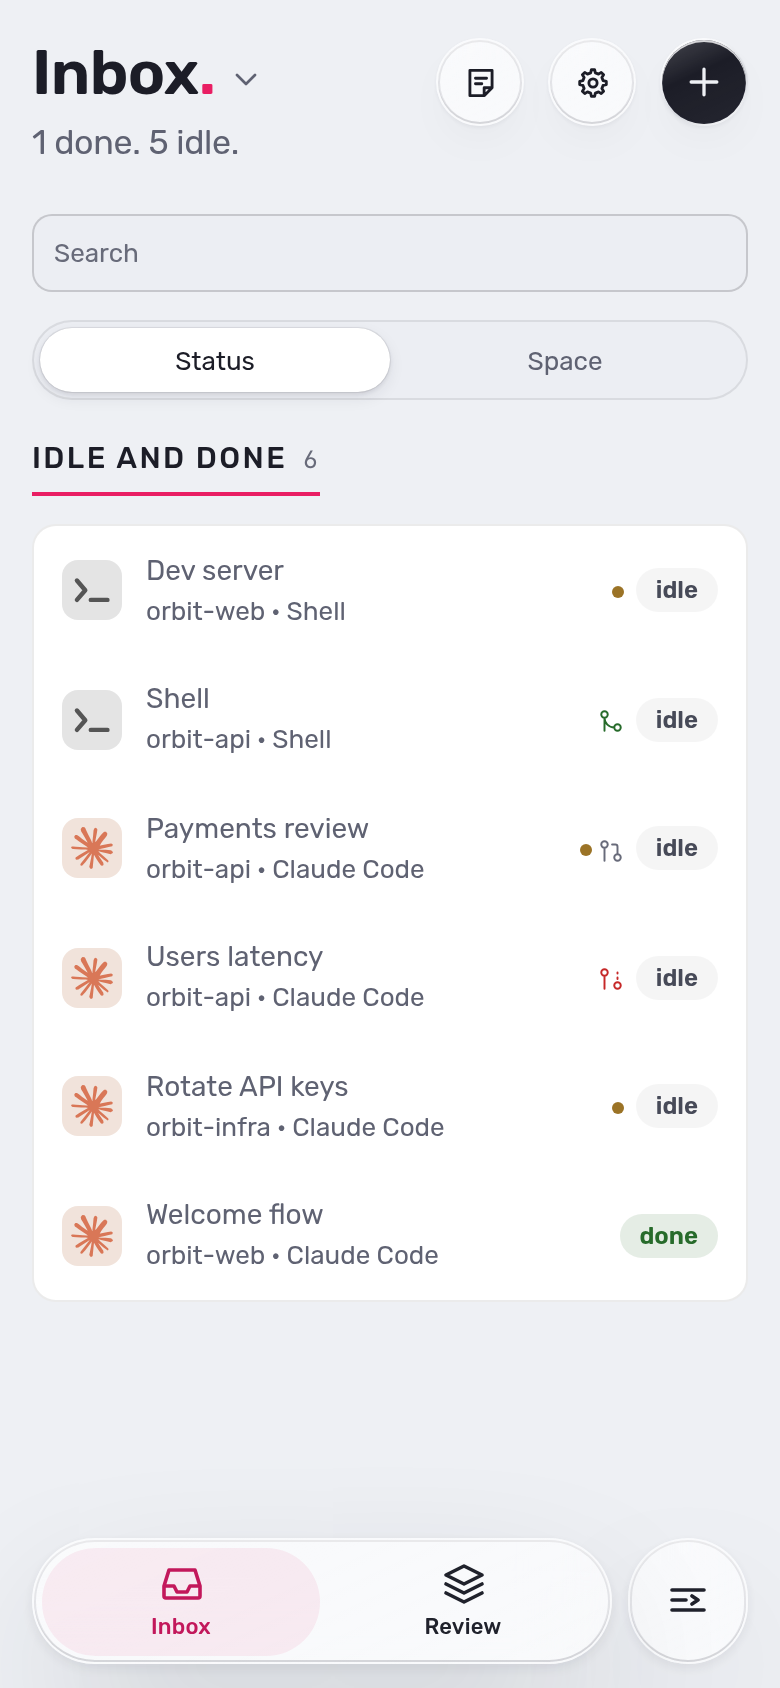 Inbox.
1 done. 5 idle.
Search
Status
Space
IDLE AND DONE 6
Dev server
orbit-web • Shell
idle
Shell
orbit-api • Shell
idle
Payments review
orbit-api • Claude Code
idle
Users latency
orbit-api • Claude Code
idle
Rotate API keys
orbit-infra • Claude Code
idle
Welcome flow
orbit-web • Claude Code
done
Inbox
Review